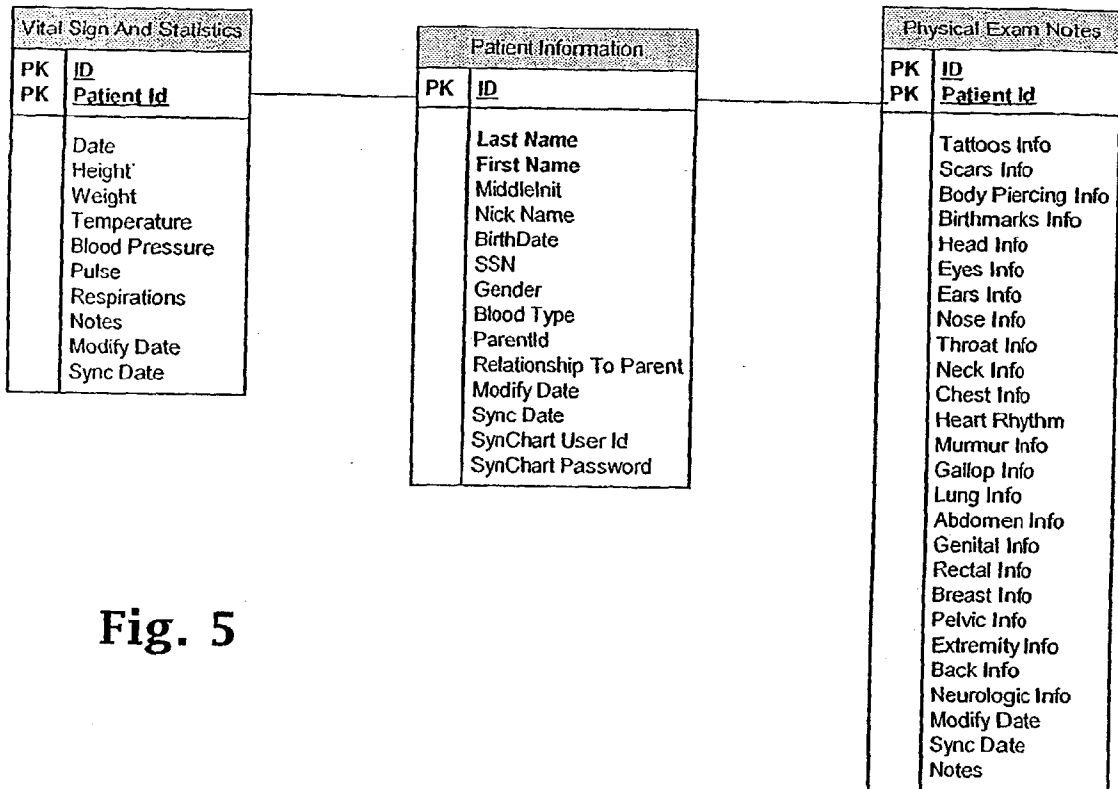 Vital Sign And Statistics
PK ID
PK Patient Id
Date
Height
Weight
Temperature
Blood Pressure
Pulse
Respirations
Notes
Modify Date
Sync Date
Patient Information
PK ID
Last Name
First Name
MiddleInit
Nick Name
BirthDate
SSN
Gender
Blood Type
ParentId
Relationship To Parent
Modify Date
Sync Date
SynChart User Id
SynChart Password
Physical Exam Notes
PK ID
PK Patient Id
Tattoos Info
Scars Info
Body Piercing Info
Birthmarks Info
Head Info
Eyes Info
Ears Info
Nose Info
Throat Info
Neck Info
Chest Info
Heart Rhythm
Murmur Info
Gallop Info
Lung Info
Abdomen Info
Genital Info
Rectal Info
Breast Info
Pelvic Info
Extremity Info
Back Info
Neurologic Info
Modify Date
Sync Date
Notes
Fig. 5